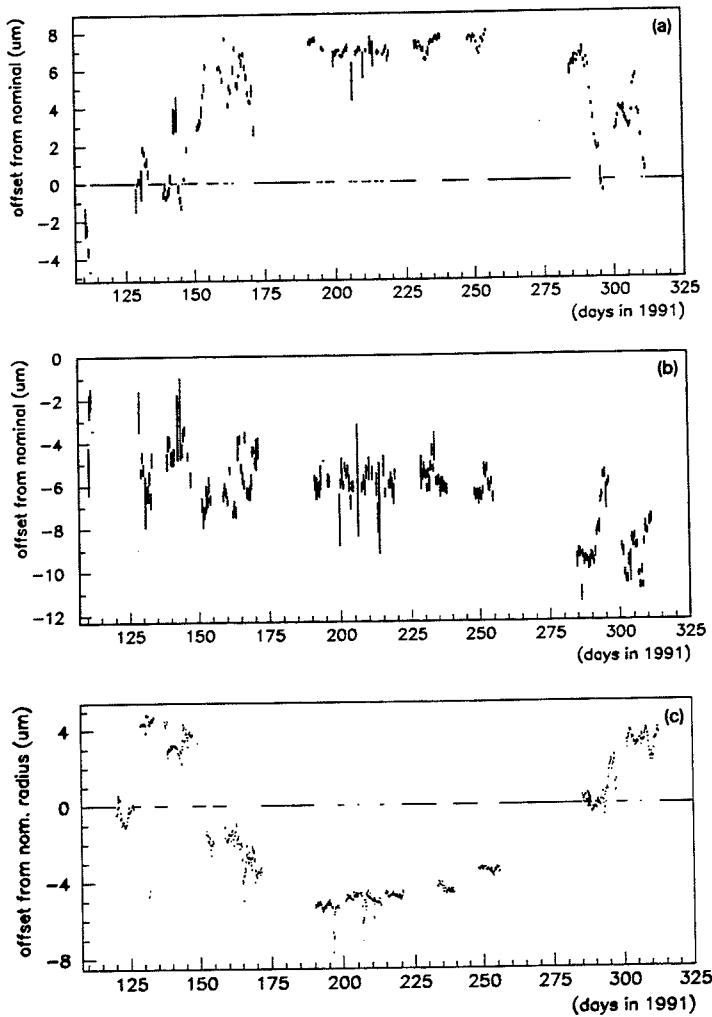 (a)
offset from nominal (um)
8
6
4
2
0
−2
−4
125 150 175 200 225 250 275 300 325
(days in 1991)
(b)
offset from nominal (um)
0
−2
−4
−6
−8
−10
−12
125 150 175 200 225 250 275 300 325
(days in 1991)
(c)
offset from nom. radius (um)
4
0
−4
−8
125 150 175 200 225 250 275 300 325
(days in 1991)